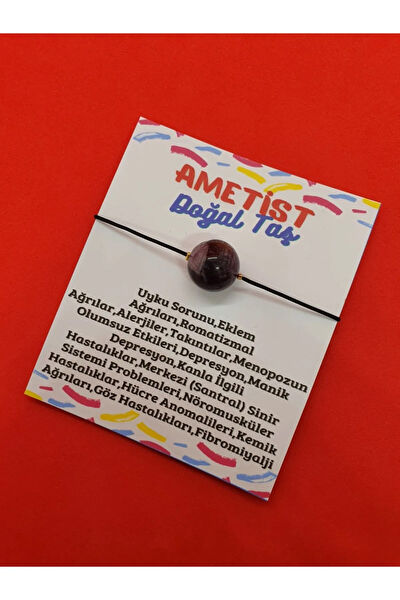 AMETİST
Doğal Taş
Uyku Sorunu,Eklem
Ağrıları,Romatizmal
Ağrılar,Alerjiler,Takıntılar,Menopozun
Olumsuz Etkileri,Depresyon,Manik
Depresyon,Kanla İlgili
Hastalıklar,Merkezi (Santral) Sinir
Sistemi Problemleri,Nöromusküler
Hastalıklar,Hücre Anomalileri,Kemik
Ağrıları,Göz Hastalıkları,Fibromiyalji